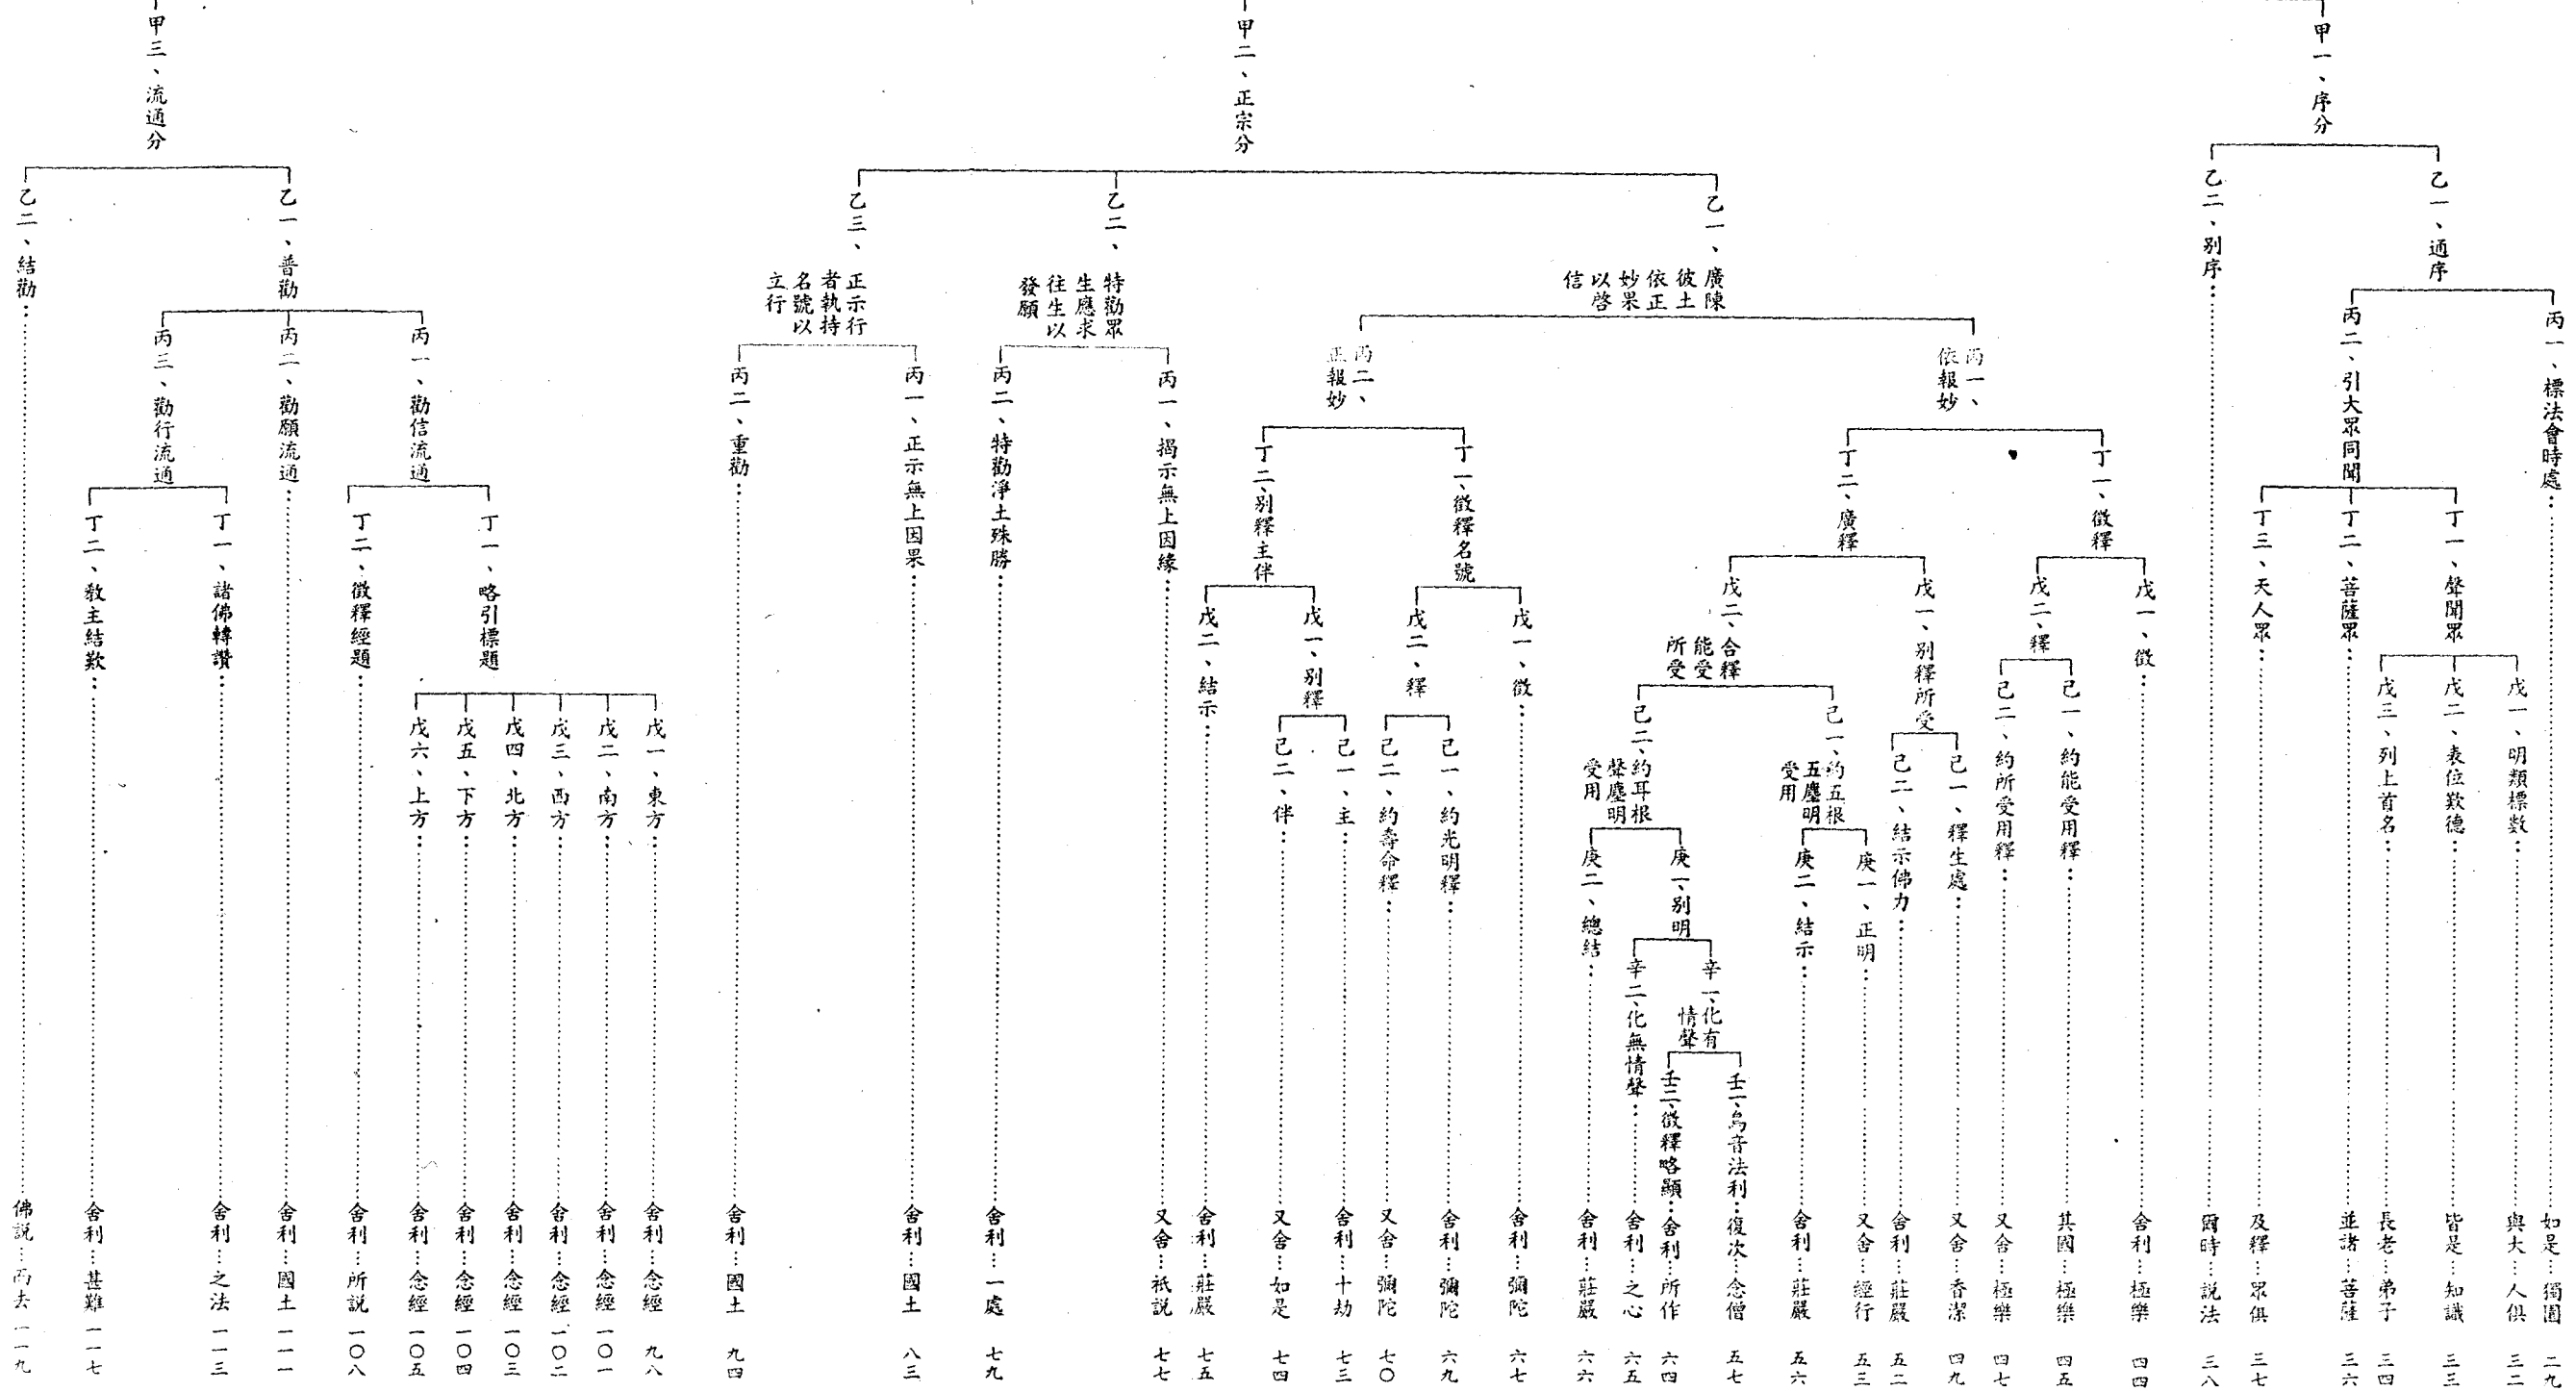 甲一、序分
乙一、通序
丙一、標法會時處：如是…獨園 二九
丙二、引大眾同聞
丁一、聲聞眾
戊一、明類標數：與大…人俱 三二
戊二、表位歎德：皆是…知識 三三
戊三、列上首名：長老…弟子 三四
丁二、菩薩眾：並諸…菩薩 三六
丁三、天人眾：及釋…眾俱 三七
乙二、別序：爾時…說法 三八
甲二、正宗分
乙一、廣陳彼土依正妙果以啓信
丙一、依報妙
丁一、徵釋
戊一、徵：舍利…極樂 四四
戊二、釋
己一、約能受用釋：其國…極樂 四五
己二、約所受用釋：又舍…極樂 四七
丁二、廣釋
戊一、別釋所受
己一、釋生處：又舍…香潔 四九
己二、結示佛力：舍利…莊嚴 五二
戊二、合釋能受所受
己一、約五根五塵明受用
庚一、正明：又舍…經行 五三
庚二、結示：舍利…莊嚴 五六
己二、約耳根聲塵明受用
庚一、別明
辛一、化有情聲
壬一、鳥音法利：復次…念僧 五七
壬二、徵釋略顯：舍利…所作 六四
辛二、化無情聲：舍利…之心 六五
庚二、總結：舍利…莊嚴 六六
丙二、正報妙
丁一、徵釋名號
戊一、徵：舍利…彌陀 六七
戊二、釋
己一、約光明釋：舍利…彌陀 六九
己二、約壽命釋：又舍…彌陀 七〇
丁二、別釋主伴
戊一、別釋
己一、主：舍利…十劫 七三
己二、伴：又舍…如是 七四
戊二、結示：舍利…莊嚴 七五
乙二、特勸眾生應求往生以發願
丙一、揭示無上因緣：又舍…祇說 七七
丙二、特勸淨土殊勝：舍利…一處 七九
乙三、正示行者執持名號以立行
丙一、正示無上因果：舍利…國土 八三
丙二、重勸：舍利…國土 九四
甲三、流通分
乙一、普勸
丙一、勸信流通
丁一、略引標題
戊一、東方：舍利…念經 九八
戊二、南方：舍利…念經 一〇一
戊三、西方：舍利…念經 一〇二
戊四、北方：舍利…念經 一〇三
戊五、下方：舍利…念經 一〇四
戊六、上方：舍利…念經 一〇五
丁二、徵釋經題：舍利…所說 一〇八
丙二、勸願流通：舍利…國土 一一一
丙三、勸行流通
丁一、諸佛轉讚：舍利…之法 一一三
丁二、教主結歎：舍利…甚難 一一七
乙二、結勸：佛說…而去 一一九